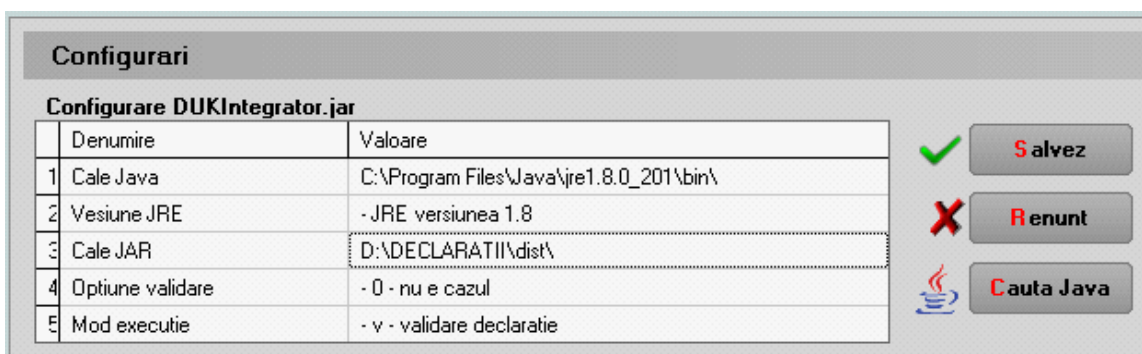 Configurari
Configurare DUKIntegrator.jar
Denumire Valoare
1 Cale Java C:\Program Files\Java\jre1.8.0_201\bin\
2 Vesiune JRE - JRE versiunea 1.8
3 Cale JAR D:\DECLARATII\dist\
4 Optiune validare - 0 - nu e cazul
5 Mod executie - v - validare declaratie
Salvez
Renunt
Cauta Java